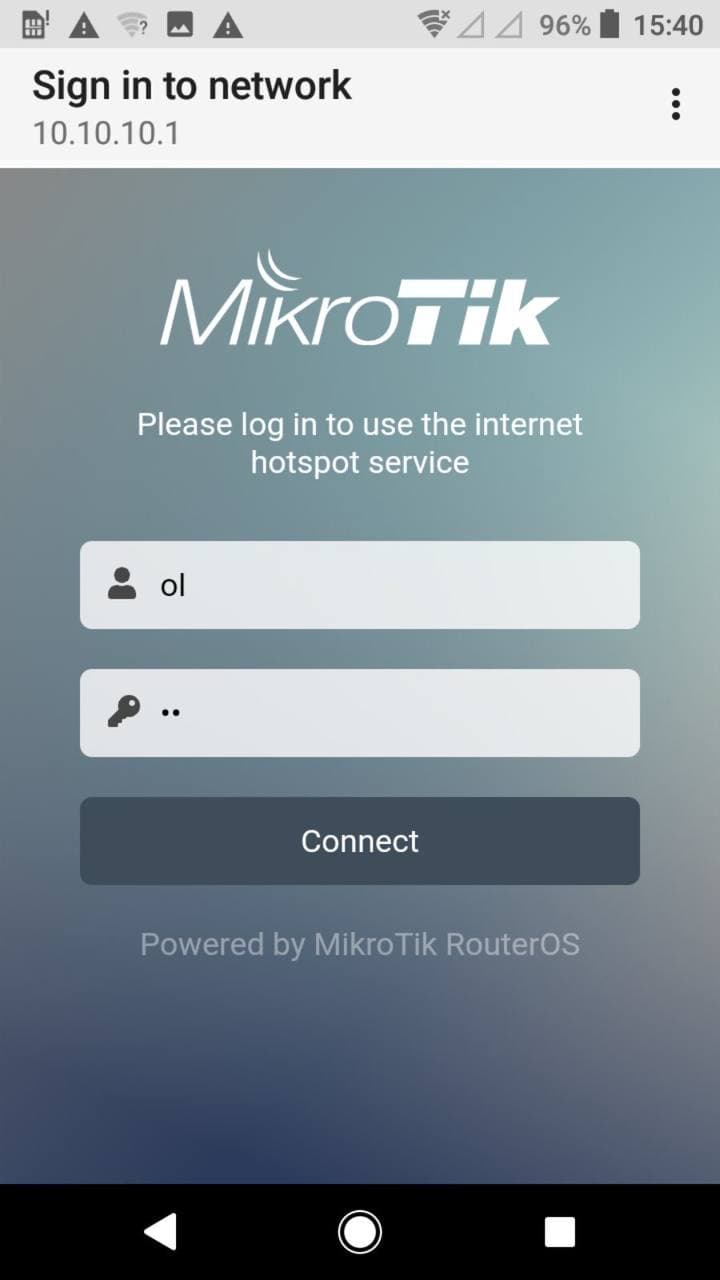 96% 15:40
Sign in to network
10.10.10.1
MikroTik
Please log in to use the internet
hotspot service
ol
••
Connect
Powered by MikroTik RouterOS